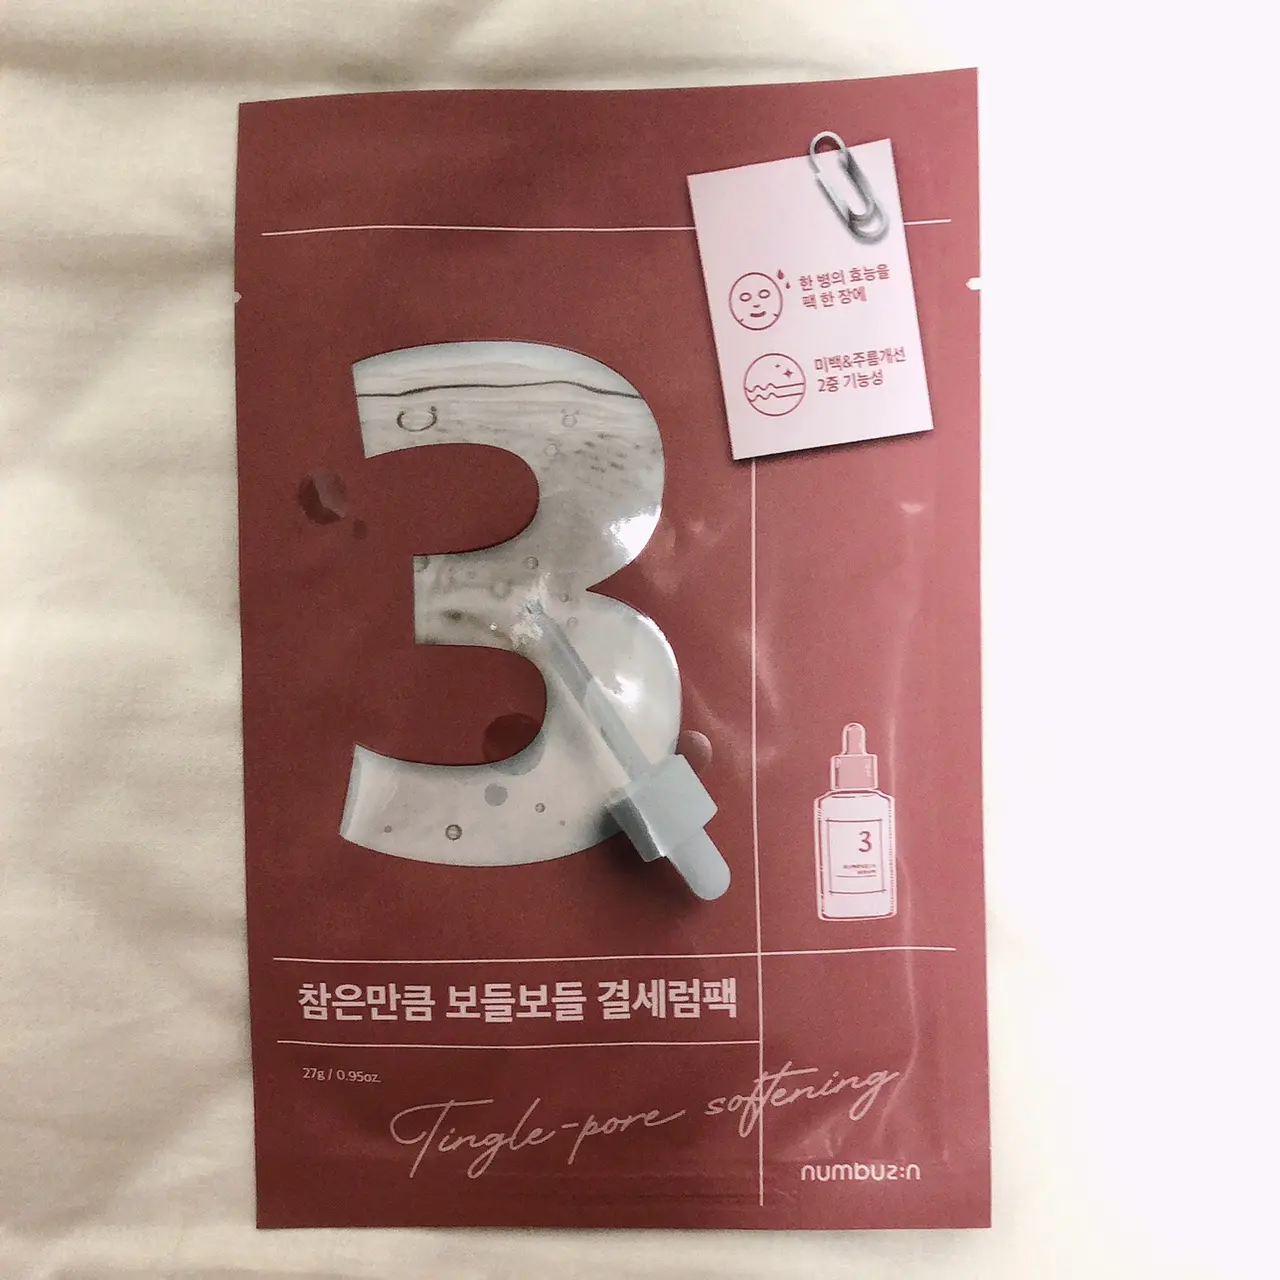 한 병의 효능을
팩 한 장에
미백&주름개선
2중 기능성
3
3
NUMBUZ:N
SERUM
참은만큼 보들보들 결세럼팩
27g / 0.95oz.
Tingle-pore softening
numbuz:n